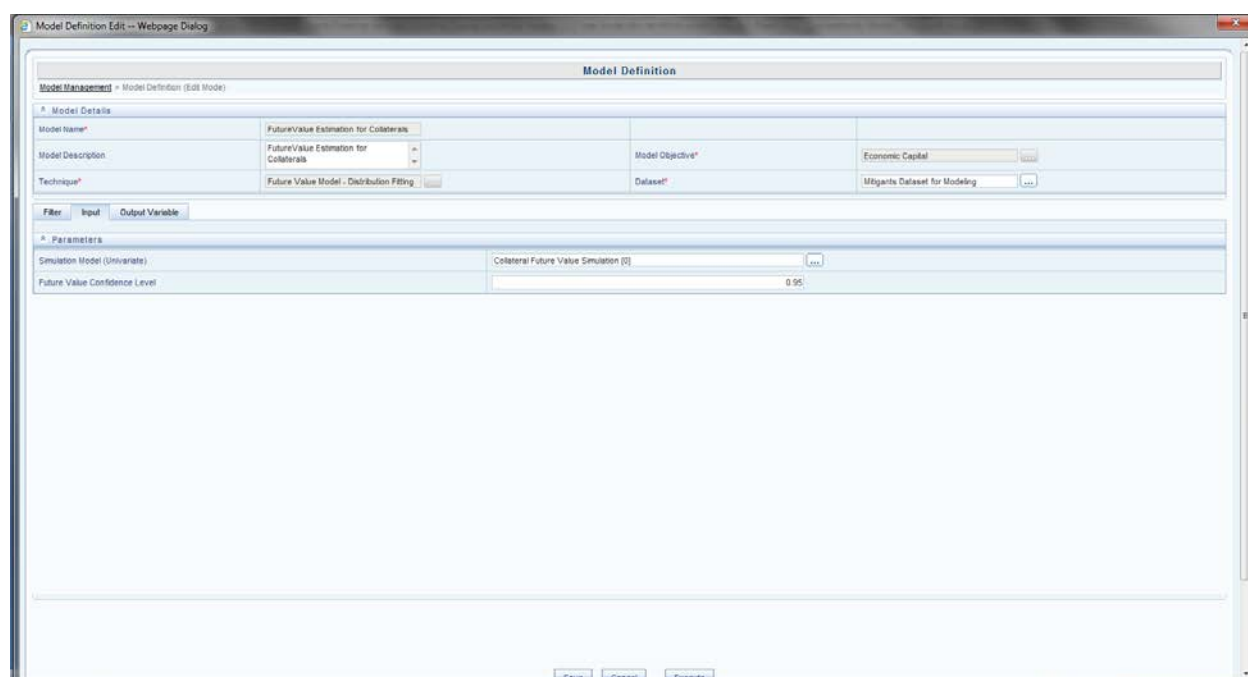 Model Definition Edit -- Webpage Dialog
Model Definition
Model Management » Model Definition (Edit Mode)
Model Details
Model Name* FutureValue Estimation for Collaterals
Model Description FutureValue Estimation for
Collaterals
Model Objective* Economic Capital ...
Technique* Future Value Model - Distribution Fitting ... Dataset* Mitigants Dataset for Modeling ...
Filter Input Output Variable
Parameters
Simulation Model (Univariate) Collateral Future Value Simulation [0] ...
Future Value Confidence Level 0.95
Save Cancel Execute